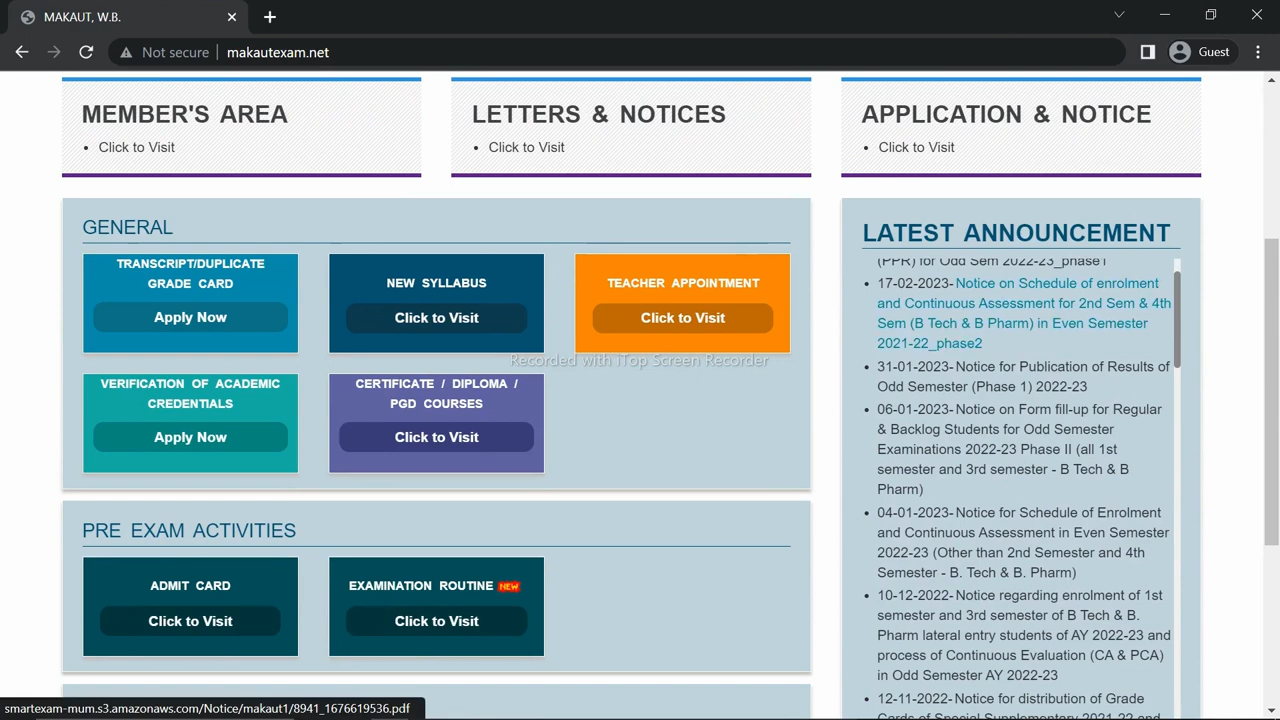 MAKAUT, W.B.
Not secure
makautexam.net
Guest
MEMBER'S AREA
Click to Visit
LETTERS & NOTICES
Click to Visit
APPLICATION & NOTICE
Click to Visit
GENERAL
TRANSCRIPT/DUPLICATE
GRADE CARD
Apply Now
NEW SYLLABUS
Click to Visit
TEACHER APPOINTMENT
Click to Visit
Recorded with iTop Screen Recorder
VERIFICATION OF ACADEMIC
CREDENTIALS
Apply Now
CERTIFICATE / DIPLOMA /
PGD COURSES
Click to Visit
PRE EXAM ACTIVITIES
ADMIT CARD
Click to Visit
EXAMINATION ROUTINE NEW
Click to Visit
LATEST ANNOUNCEMENT
(PPR) for Odd Sem 2022-23_phase1
17-02-2023-Notice on Schedule of enrolment
and Continuous Assessment for 2nd Sem & 4th
Sem (B Tech & B Pharm) in Even Semester
2021-22_phase2
31-01-2023-Notice for Publication of Results of
Odd Semester (Phase 1) 2022-23
06-01-2023-Notice on Form fill-up for Regular
& Backlog Students for Odd Semester
Examinations 2022-23 Phase II (all 1st
semester and 3rd semester - B Tech & B
Pharm)
04-01-2023-Notice for Schedule of Enrolment
and Continuous Assessment in Even Semester
2022-23 (Other than 2nd Semester and 4th
Semester - B. Tech & B. Pharm)
10-12-2022-Notice regarding enrolment of 1st
semester and 3rd semester of B Tech & B.
Pharm lateral entry students of AY 2022-23 and
process of Continuous Evaluation (CA & PCA)
in Odd Semester AY 2022-23
12-11-2022-Notice for distribution of Grade
Cards of Special Supplementary 2021-22 and
smartexam-mum.s3.amazonaws.com/Notice/makaut1/8941_1676619536.pdf